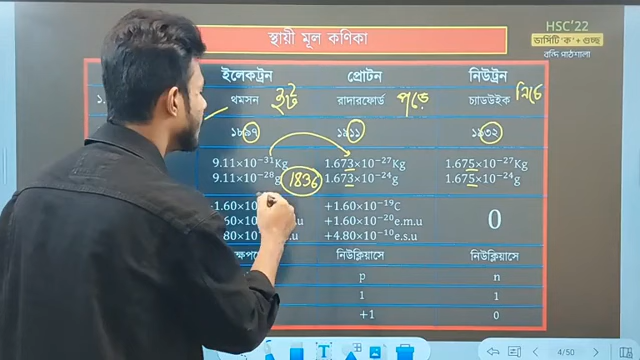 HSC'22
ভার্সিটি 'ক' + গুচ্ছ
বন্দি পাঠশালা
স্থায়ী মূল কণিকা
ইলেকট্রন প্রোটন নিউট্রন
থমসন রাদারফোর্ড পড়ে চ্যাডউইক নিচে
১৮৯৭ ১৯১১ ১৯৩২
9.11×10⁻³¹Kg 1.673×10⁻²⁷Kg 1.675×10⁻²⁷Kg
9.11×10⁻²⁸g 1836 1.673×10⁻²⁴g 1.675×10⁻²⁴g
+1.60×10⁻¹⁹C
+1.60×10⁻²⁰e.m.u 0
+4.80×10⁻¹⁰e.s.u
নিউক্লিয়াসে নিউক্লিয়াসে
p n
1 1
+1 0
4/50